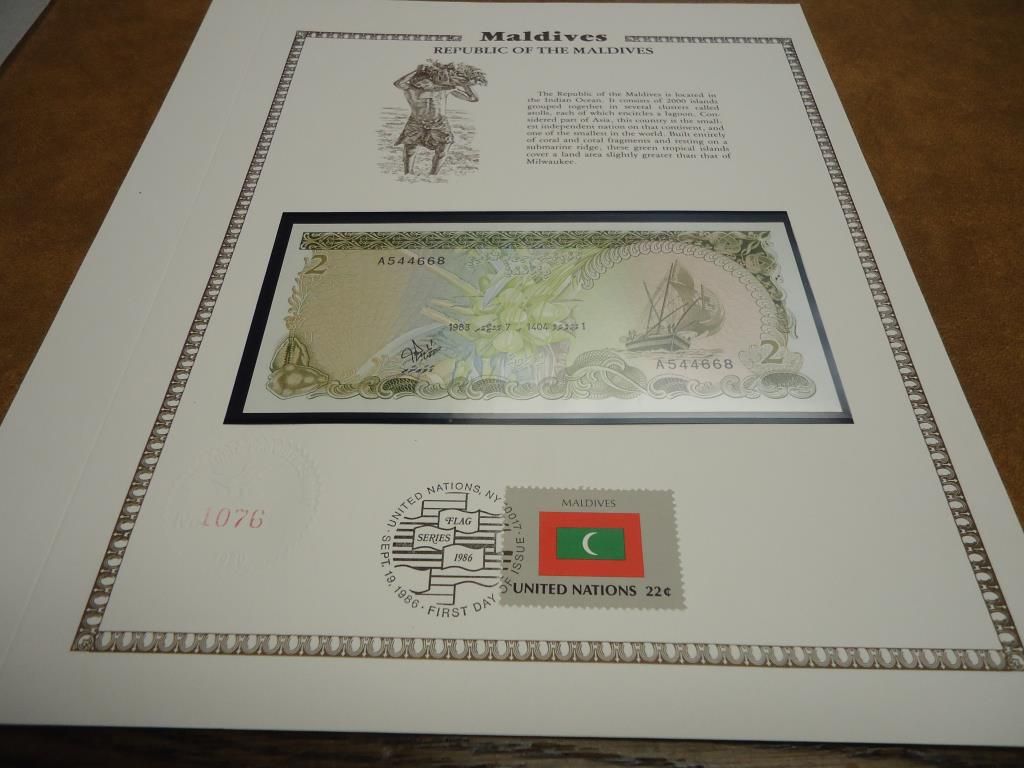 Maldives
REPUBLIC OF THE MALDIVES
The Republic of the Maldives is located in
the Indian Ocean. It consists of 2000 islands
grouped together in several clusters called
atolls, each of which encircles a lagoon. Con-
sidered part of Asia, this country is the small-
est independent nation on that continent, and
one of the smallest in the world. Built entirely
of coral and coral fragments and resting on a
submarine ridge, these green tropical islands
cover a land area slightly greater than that of
Milwaukee.
2
A544668
1983
7
1404
1
A544668
2
1076
UNITED NATIONS, NY 10017
FLAG
SERIES
1986
SEPT. 19, 1986 · FIRST DAY OF ISSUE
MALDIVES
UNITED NATIONS 22¢